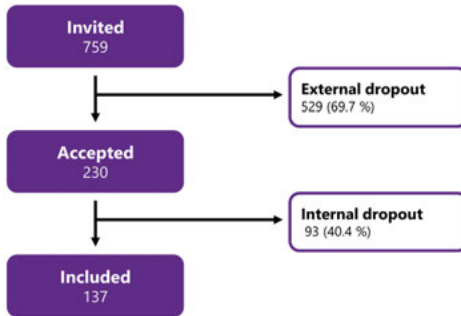 Invited
759
External dropout
529 (69.7 %)
Accepted
230
Internal dropout
93 (40.4 %)
Included
137